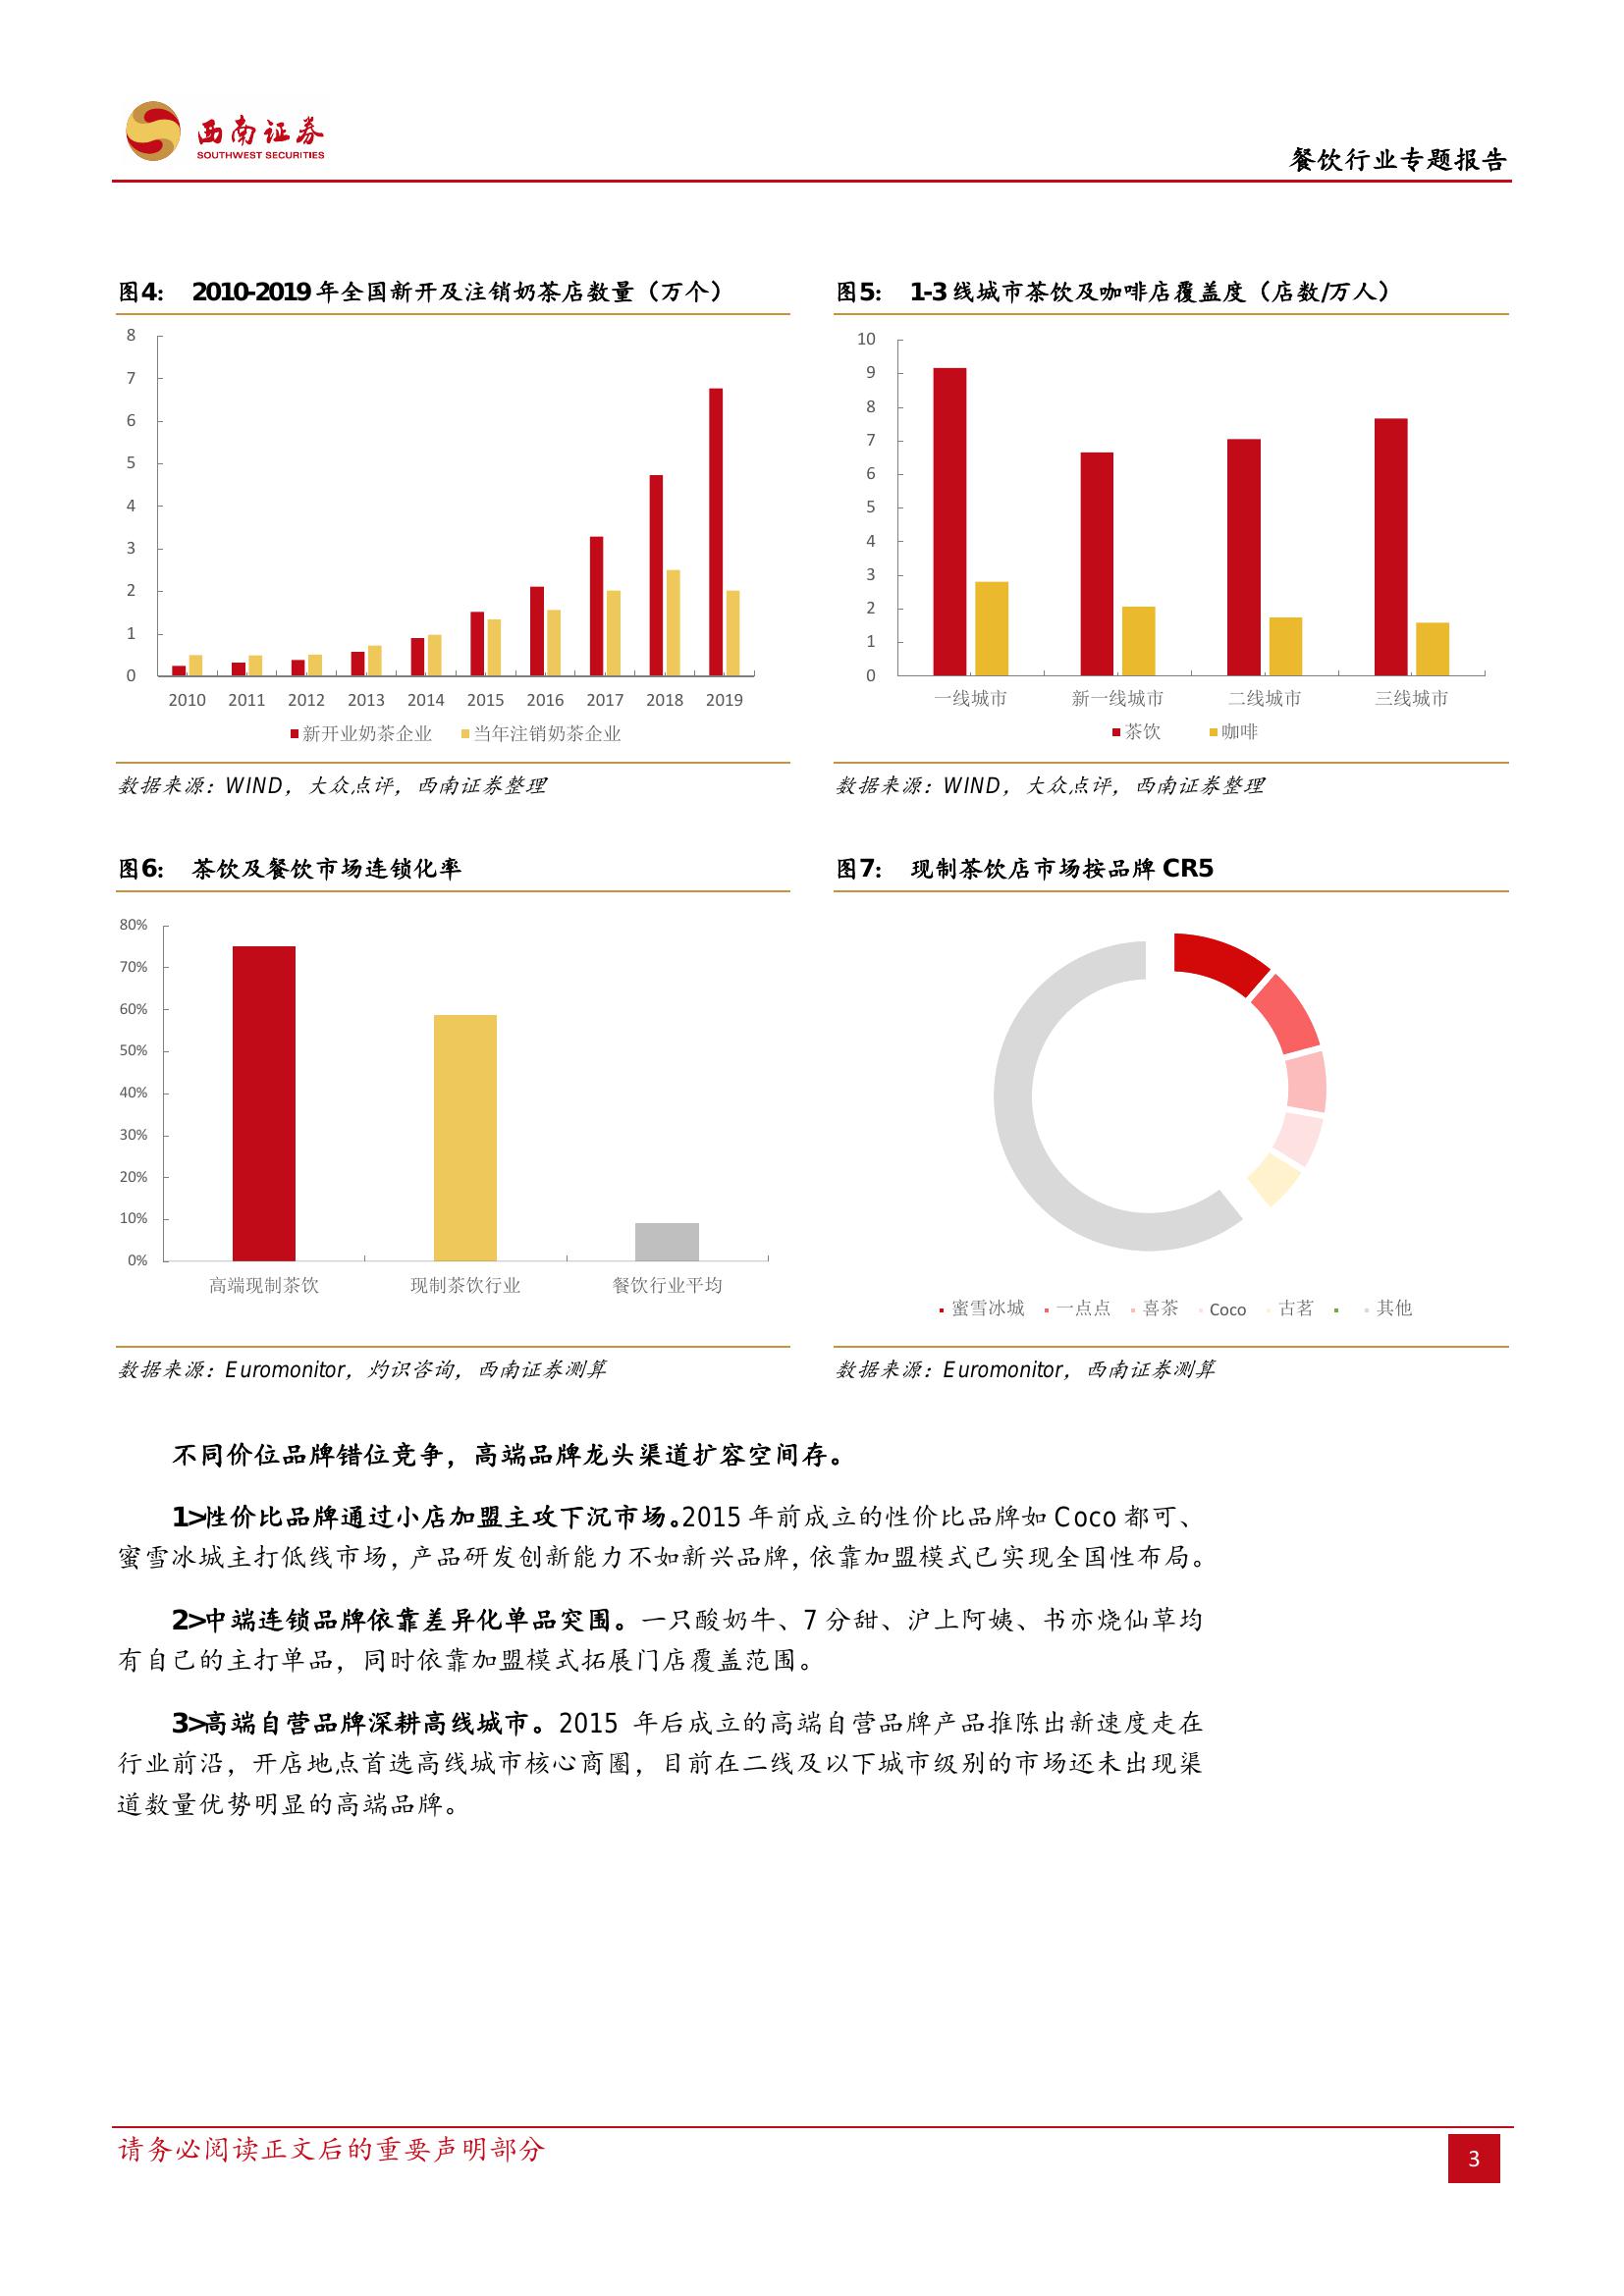 西南证券
SOUTHWEST SECURITIES
餐饮行业专题报告
图4： 2010-2019 年全国新开及注销奶茶店数量（万个）
8
7
6
5
4
3
2
1
0
2010 2011 2012 2013 2014 2015 2016 2017 2018 2019
新开业奶茶企业 当年注销奶茶企业
数据来源：WIND，大众点评，西南证券整理
图5： 1-3 线城市茶饮及咖啡店覆盖度（店数/万人）
10
9
8
7
6
5
4
3
2
1
0
一线城市 新一线城市 二线城市 三线城市
茶饮 咖啡
数据来源：WIND，大众点评，西南证券整理
图6： 茶饮及餐饮市场连锁化率
80%
70%
60%
50%
40%
30%
20%
10%
0%
高端现制茶饮 现制茶饮行业 餐饮行业平均
数据来源：Euromonitor，灼识咨询，西南证券测算
图7： 现制茶饮店市场按品牌 CR5
蜜雪冰城 一点点 喜茶 Coco 古茗 其他
数据来源：Euromonitor，西南证券测算
不同价位品牌错位竞争，高端品牌龙头渠道扩容空间存。
1>性价比品牌通过小店加盟主攻下沉市场。2015 年前成立的性价比品牌如 Coco 都可、
蜜雪冰城主打低线市场，产品研发创新能力不如新兴品牌，依靠加盟模式已实现全国性布局。
2>中端连锁品牌依靠差异化单品突围。一只酸奶牛、7 分甜、沪上阿姨、书亦烧仙草均
有自己的主打单品，同时依靠加盟模式拓展门店覆盖范围。
3>高端自营品牌深耕高线城市。2015 年后成立的高端自营品牌产品推陈出新速度走在
行业前沿，开店地点首选高线城市核心商圈，目前在二线及以下城市级别的市场还未出现渠
道数量优势明显的高端品牌。
请务必阅读正文后的重要声明部分
3